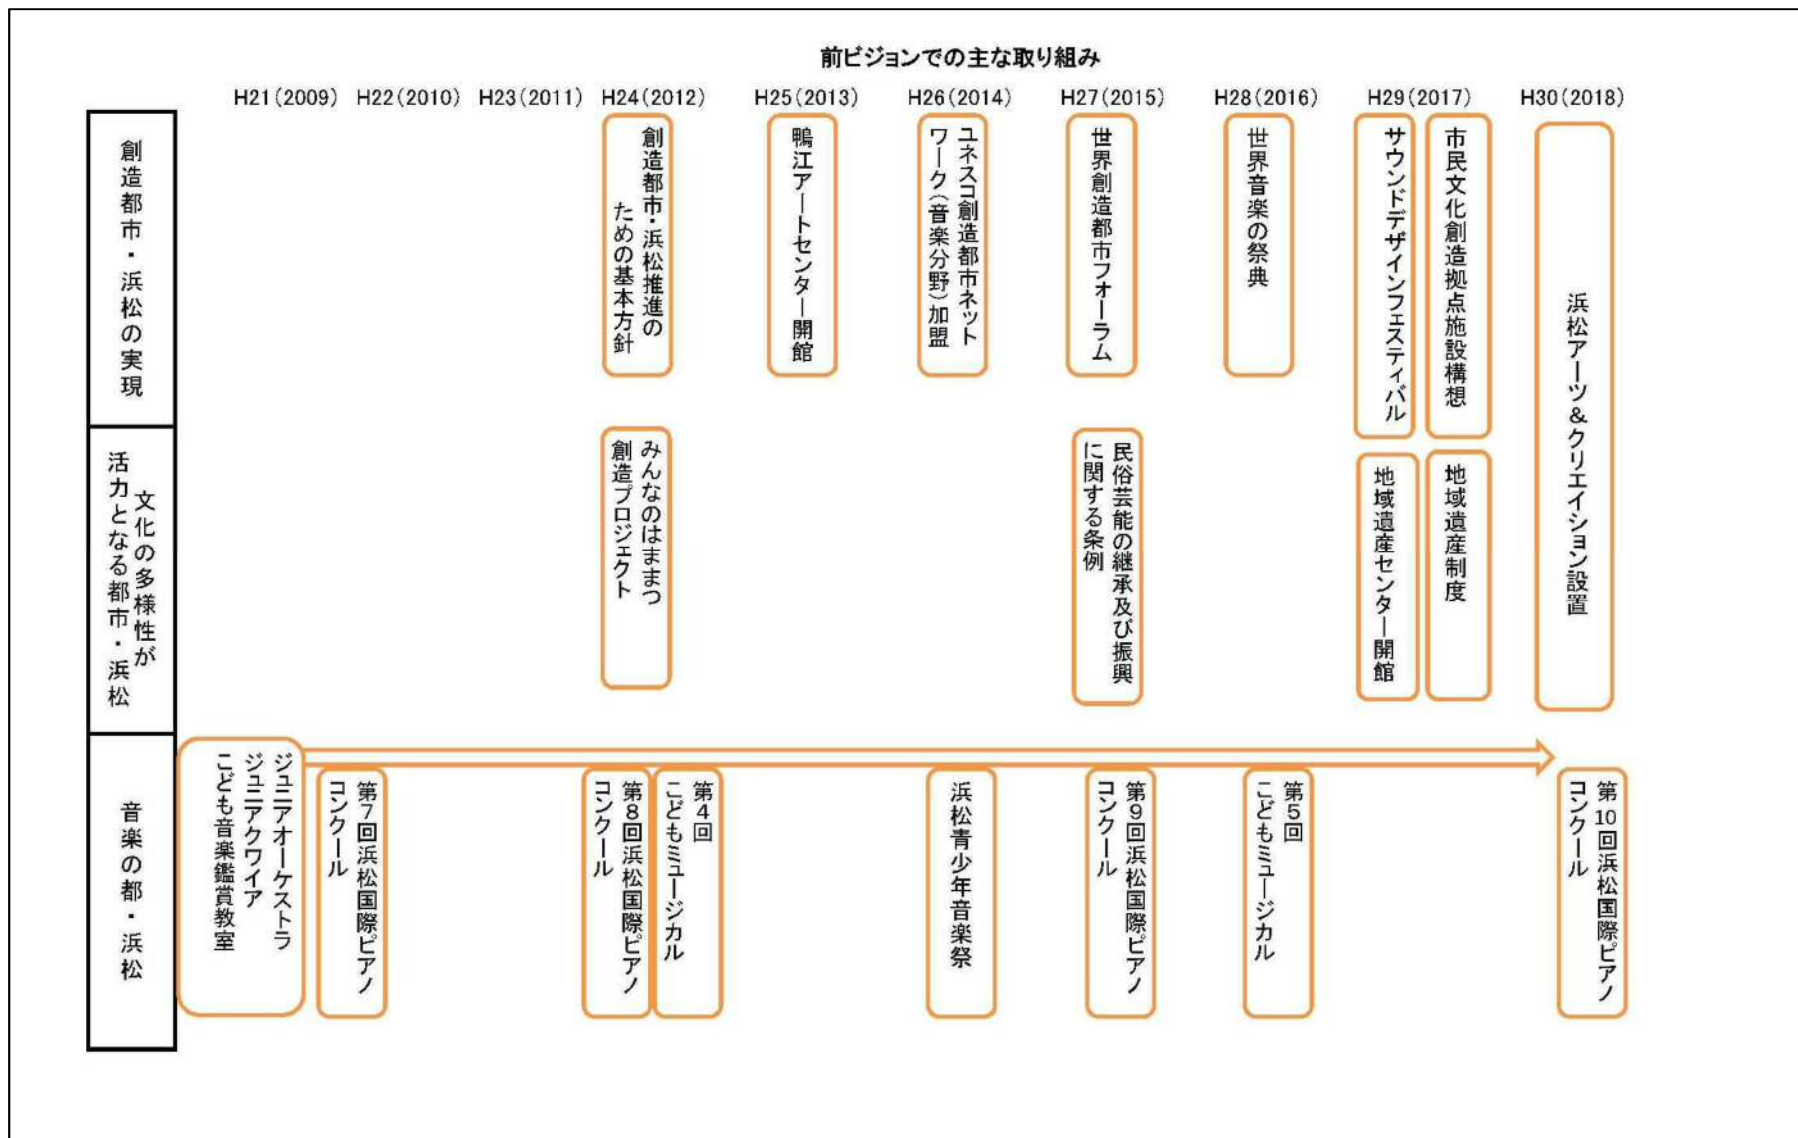 前ビジョンでの主な取り組み
H21(2009)
H22(2010)
H23(2011)
H24(2012)
H25(2013)
H26(2014)
H27(2015)
H28(2016)
H29(2017)
H30(2018)
創造都市・浜松の実現
創造都市・浜松推進の
ための基本方針
鴨江アートセンター開館
ユネスコ創造都市ネット
ワーク(音楽分野)加盟
世界創造都市フォーラム
世界音楽の祭典
サウンドデザインフェスティバル
市民文化創造拠点施設構想
浜松アーツ&クリエイション設置
文化の多様性が
活力となる都市・浜松
みんなのはままつ
創造プロジェクト
民俗芸能の継承及び振興
に関する条例
地域遺産センター開館
地域遺産制度
音楽の都・浜松
ジュニアオーケストラ
ジュニアクワイア
こども音楽鑑賞教室
第7回浜松国際ピアノ
コンクール
第8回浜松国際ピアノ
コンクール
第4回
こどもミュージカル
浜松青少年音楽祭
第9回浜松国際ピアノ
コンクール
第5回
こどもミュージカル
第10回浜松国際ピアノ
コンクール